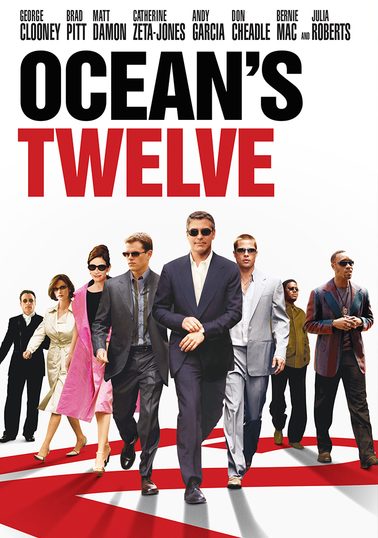 GEORGE BRAD MATT CATHERINE ANDY DON BERNIE JULIA
CLOONEY PITT DAMON ZETA-JONES GARCIA CHEADLE MAC AND ROBERTS
OCEAN'S
TWELVE